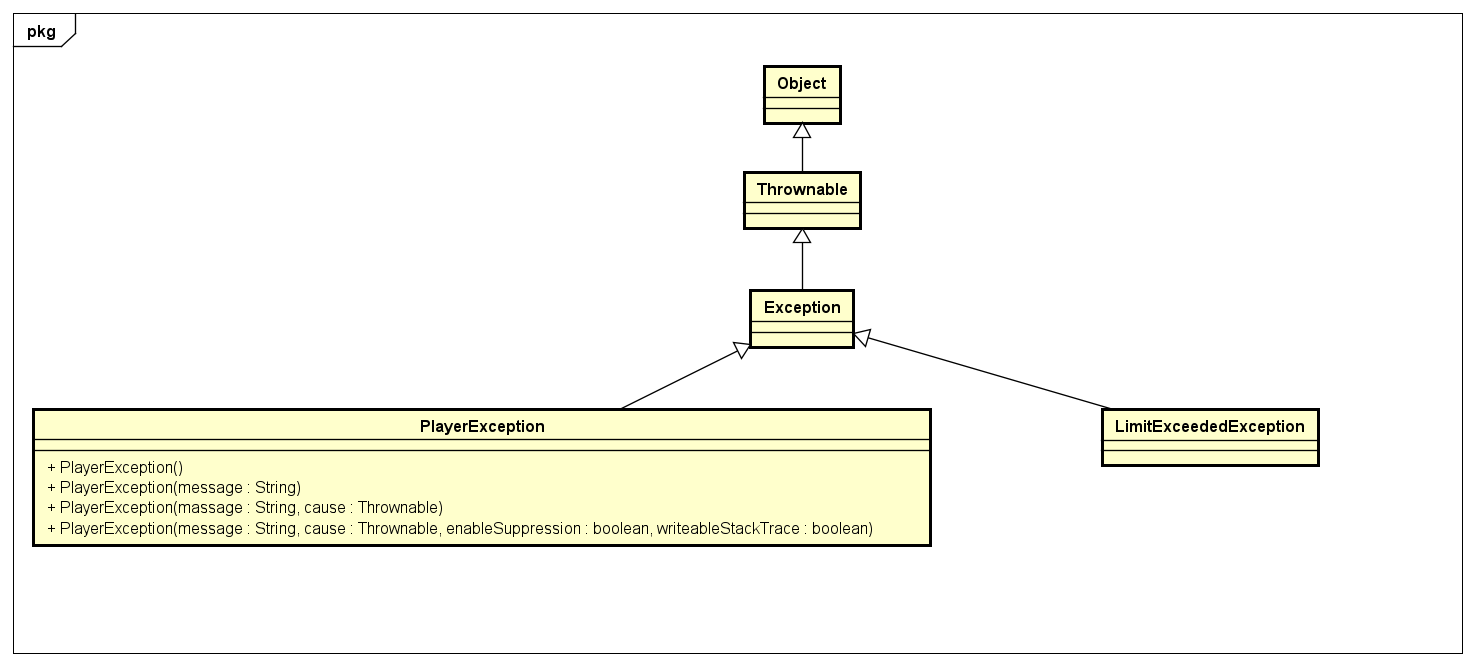 pkg
Object
Thrownable
Exception
PlayerException
+ PlayerException()
+ PlayerException(message : String)
+ PlayerException(massage : String, cause : Thrownable)
+ PlayerException(message : String, cause : Thrownable, enableSuppression : boolean, writeableStackTrace : boolean)
LimitExceededException